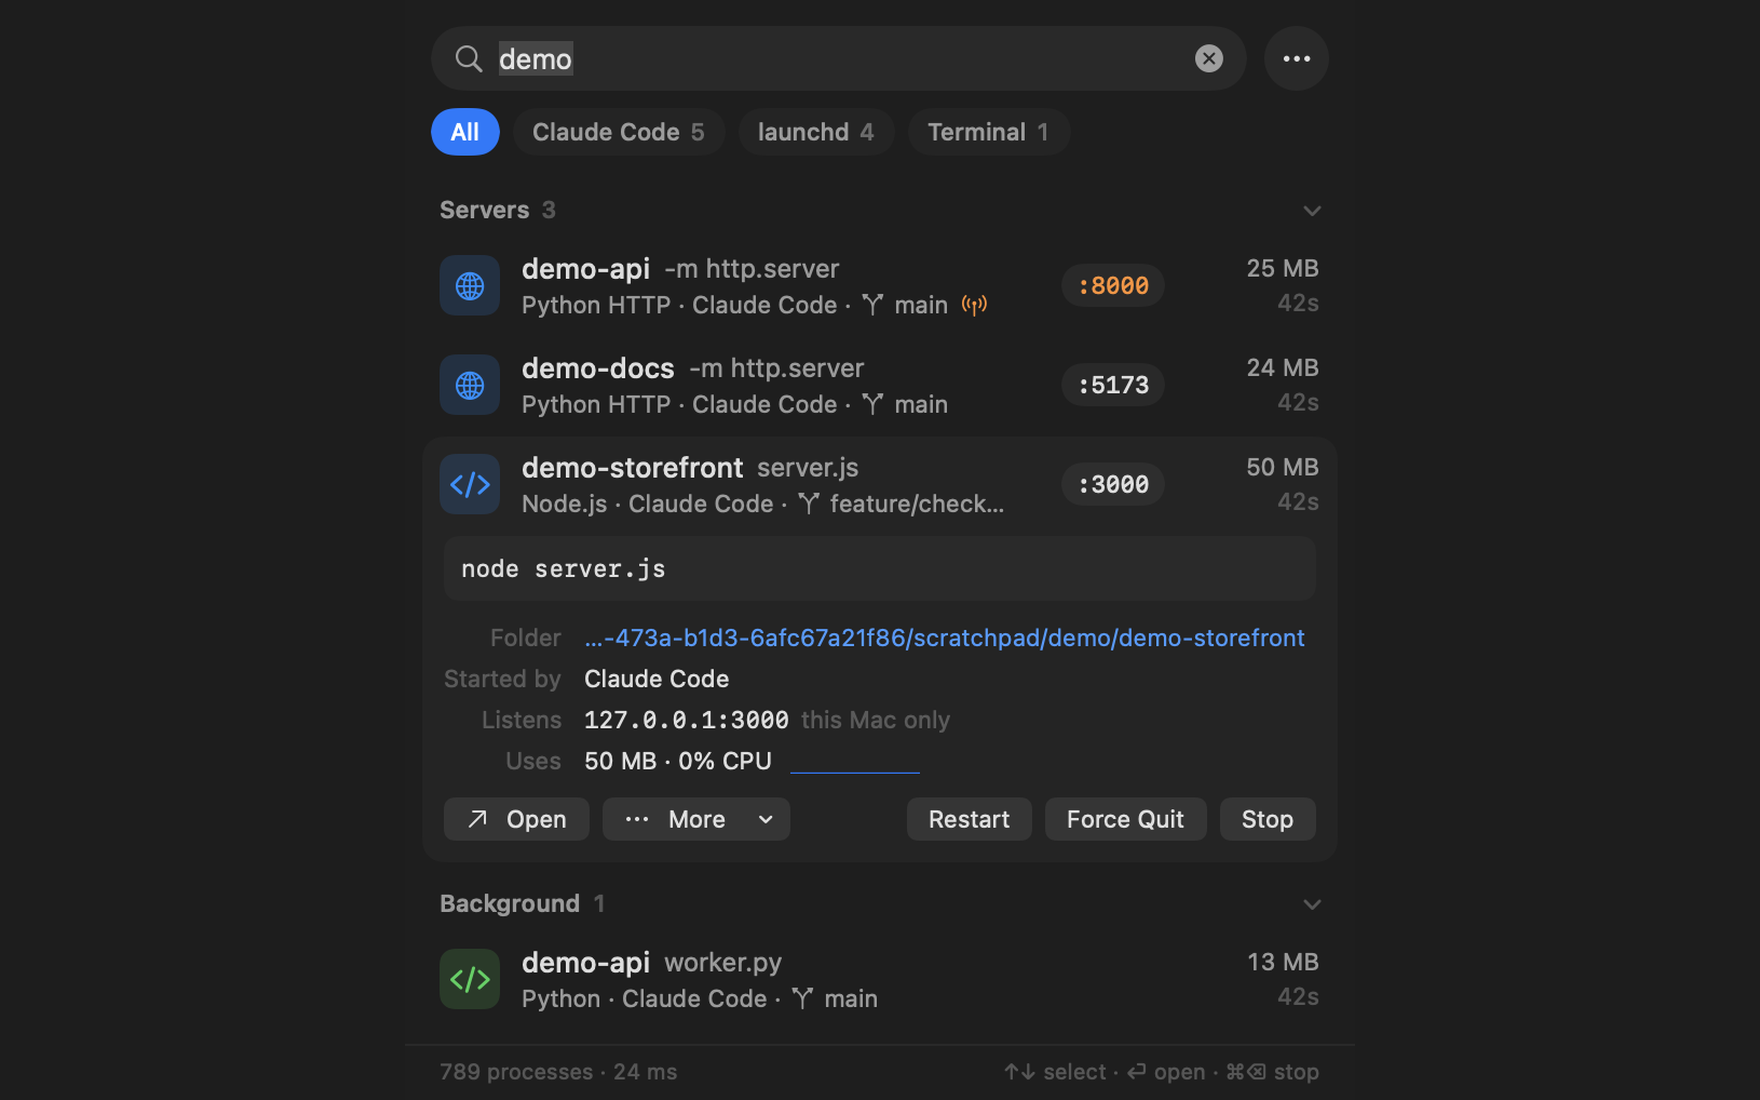 demo
All
Claude Code 5
launchd 4
Terminal 1
Servers 3
demo-api -m http.server
Python HTTP · Claude Code · main
:8000
25 MB
42s
demo-docs -m http.server
Python HTTP · Claude Code · main
:5173
24 MB
42s
demo-storefront server.js
Node.js · Claude Code · feature/check...
:3000
50 MB
42s
node server.js
Folder ...-473a-b1d3-6afc67a21f86/scratchpad/demo/demo-storefront
Started by Claude Code
Listens 127.0.0.1:3000 this Mac only
Uses 50 MB · 0% CPU
Open
More
Restart
Force Quit
Stop
Background 1
demo-api worker.py
Python · Claude Code · main
13 MB
42s
789 processes · 24 ms
↑↓ select · ⏎ open · ⌘⌫ stop